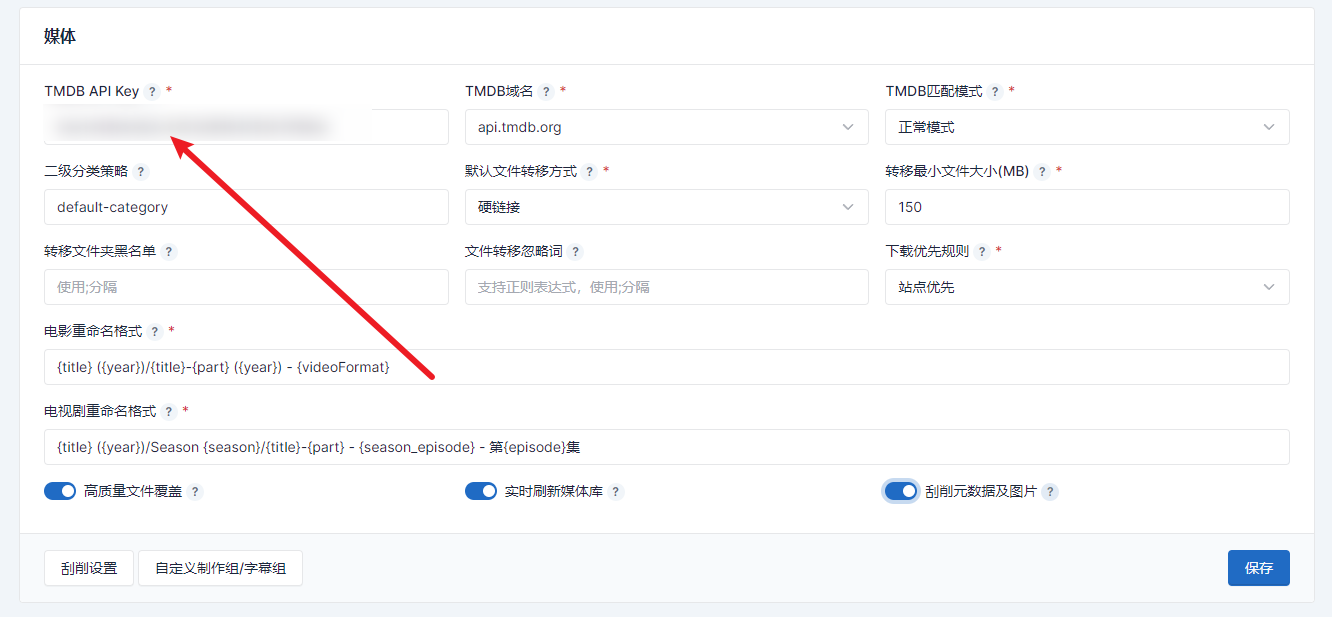 媒体
TMDB API Key ? *
TMDB域名 ? *
TMDB匹配模式 ? *
api.tmdb.org
正常模式
二级分类策略 ?
默认文件转移方式 ? *
转移最小文件大小(MB) ? *
default-category
硬链接
150
转移文件夹黑名单 ?
文件转移忽略词 ?
下载优先规则 ? *
使用;分隔
支持正则表达式，使用;分隔
站点优先
电影重命名格式 ? *
{title} ({year})/{title}-{part} ({year}) - {videoFormat}
电视剧重命名格式 ? *
{title} ({year})/Season {season}/{title}-{part} - {season_episode} - 第{episode}集
高质量文件覆盖 ?
实时刷新媒体库 ?
刮削元数据及图片 ?
刮削设置
自定义制作组/字幕组
保存